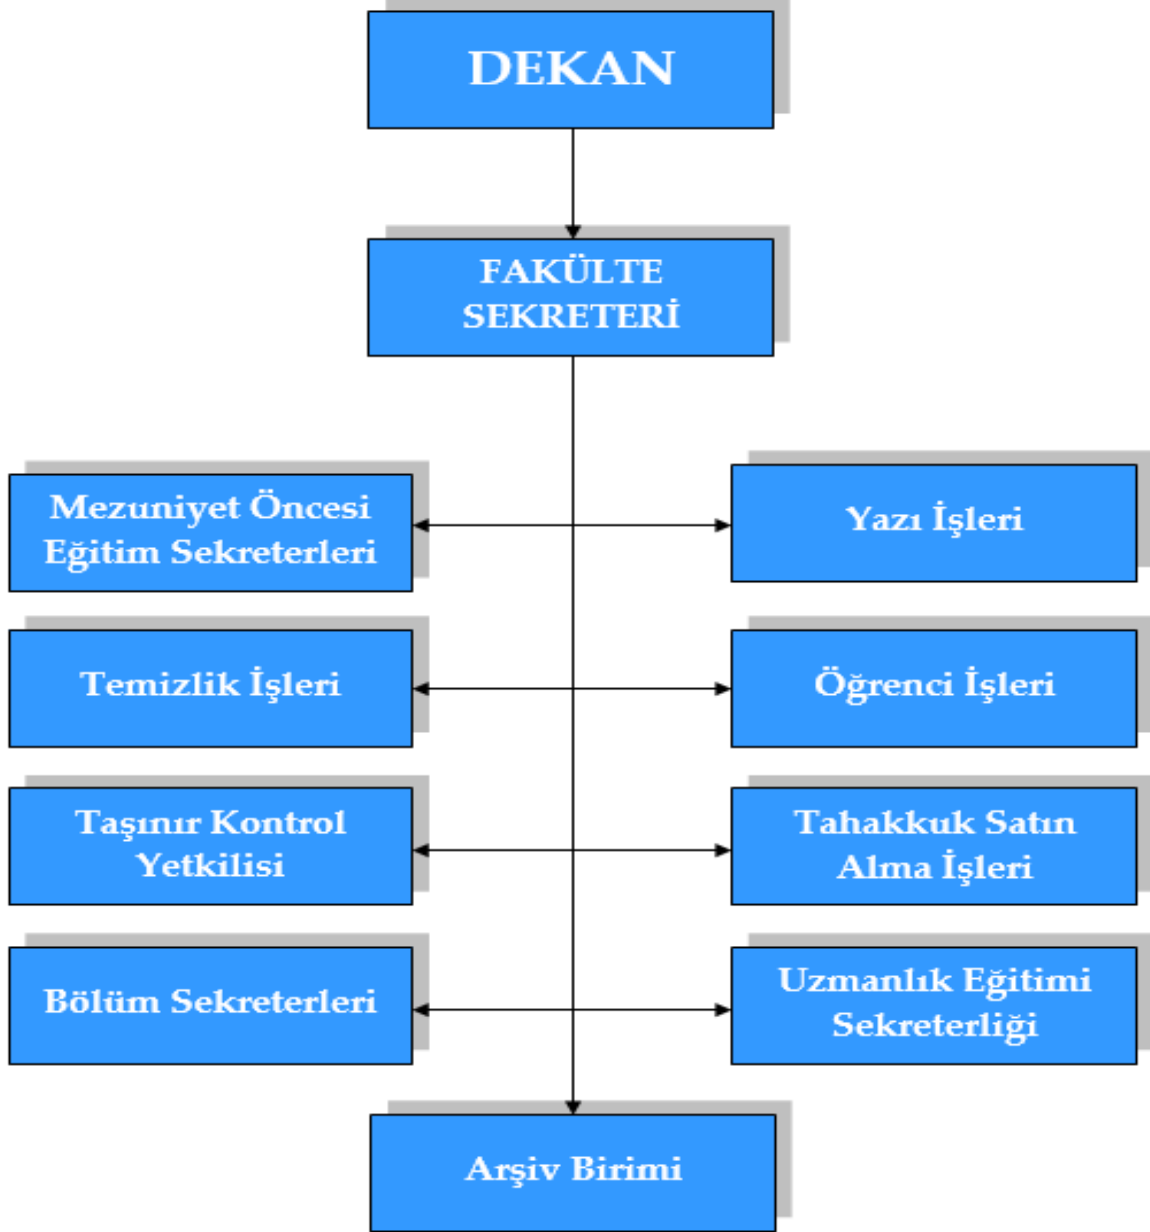 DEKAN
FAKÜLTE
SEKRETERİ
Mezuniyet Öncesi
Eğitim Sekreterleri
Yazı İşleri
Temizlik İşleri
Öğrenci İşleri
Taşınır Kontrol
Yetkilisi
Tahakkuk Satın
Alma İşleri
Bölüm Sekreterleri
Uzmanlık Eğitimi
Sekreterliği
Arşiv Birimi